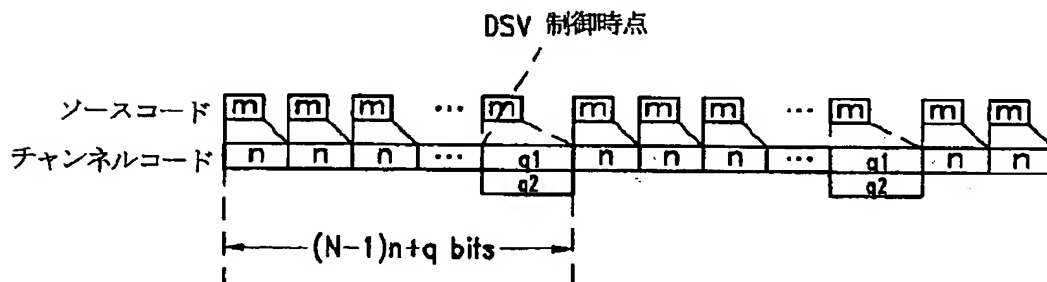 DSV 制御時点
ソースコード m m m ... m m m m ... m m m
チャンネルコード n n n ... q1 n n n ... q1 n n
q2 q2
(N-1)n+q bits